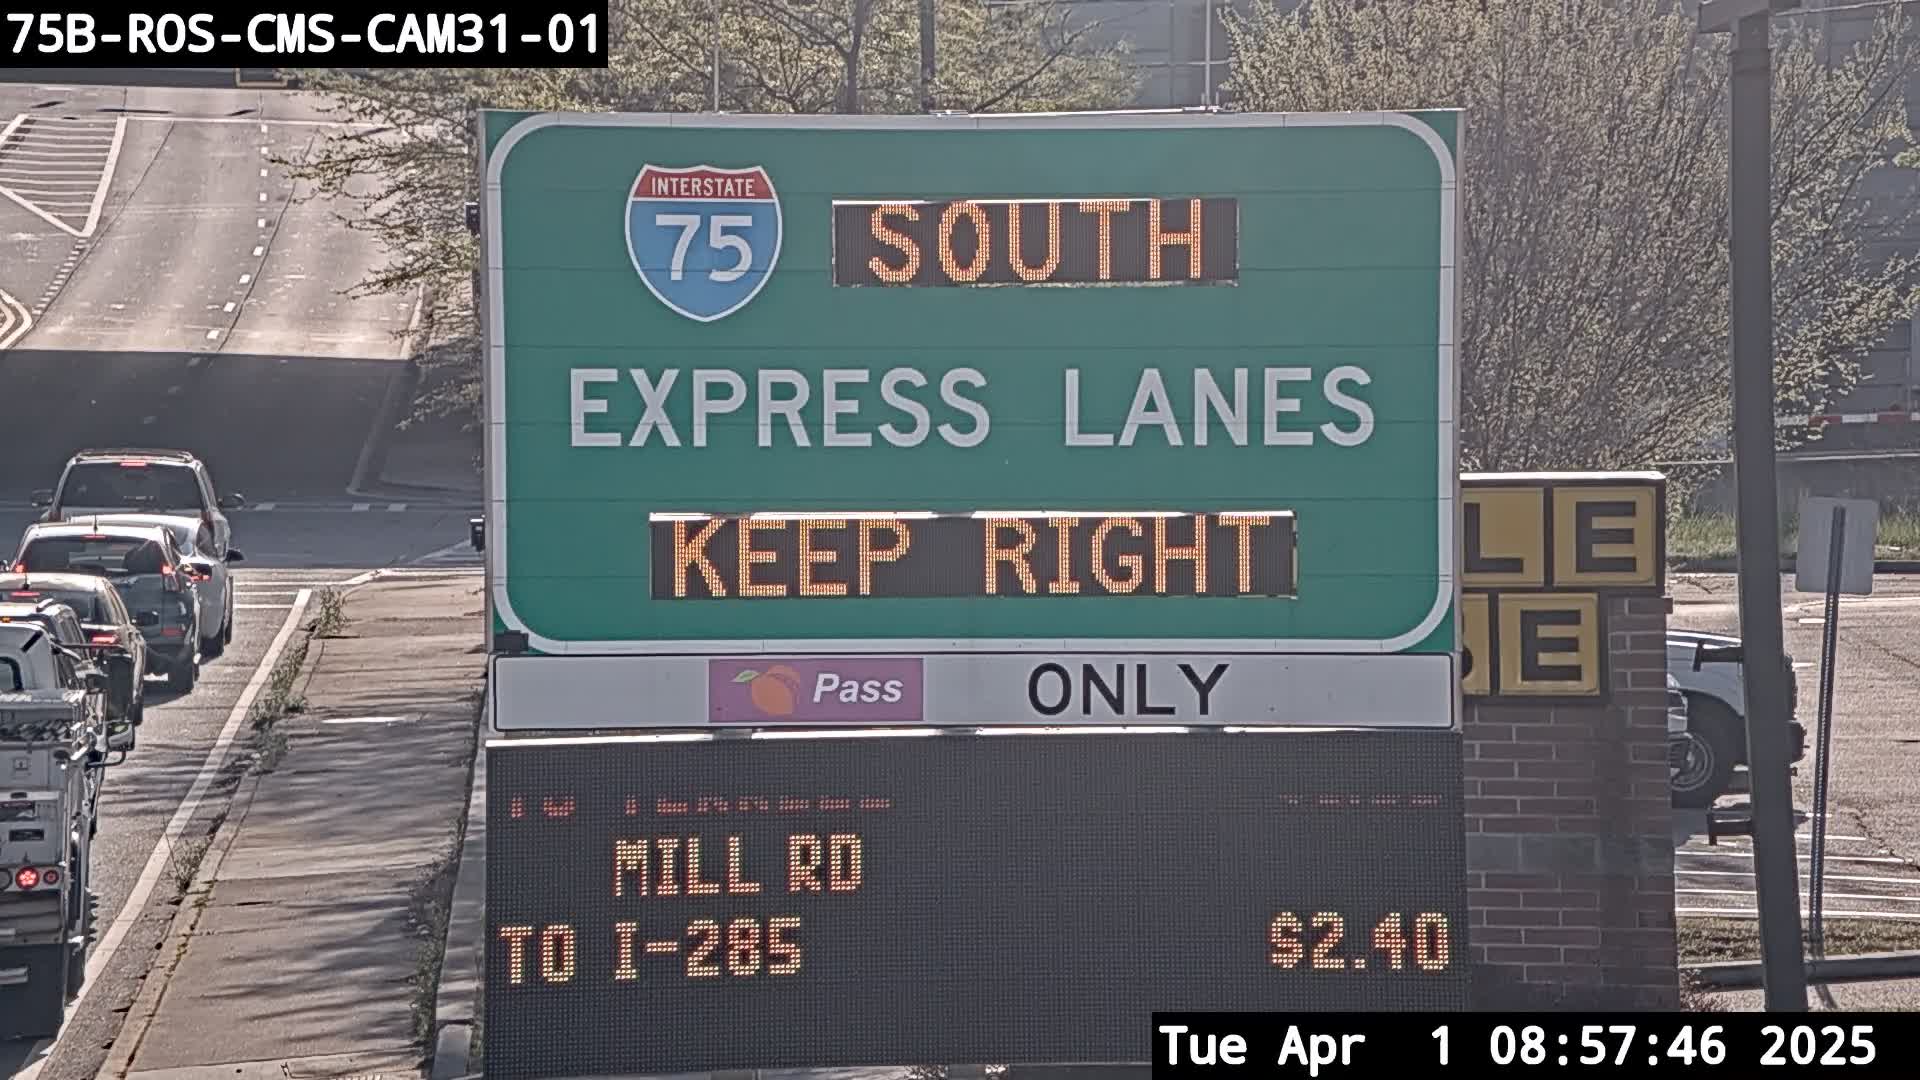 75B-ROS-CMS-CAM31-01
INTERSTATE
75
SOUTH
EXPRESS LANES
KEEP RIGHT
LE
E
Pass ONLY
MILL RD
TO I-285 $2.40
Tue Apr 1 08:57:46 2025